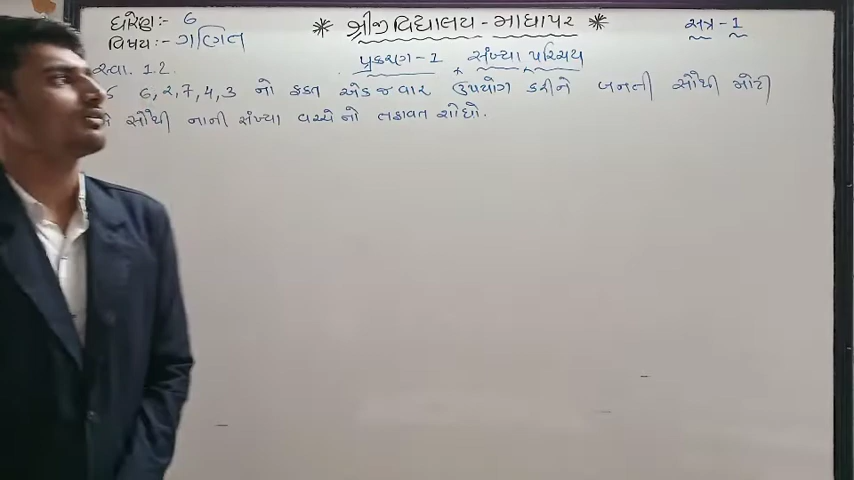 ધોરણ :- 6
* શ્રીજી વિદ્યાલય - માધાપર *
સત્ર - 1
વિષય :- ગણિત
પ્રકરણ - 1 સંખ્યા પરિચય
સ્વા. 1.2
6, 2, 7, 4, 3 નો ફક્ત એક જ વાર ઉપયોગ કરીને બનતી સૌથી મોટી
સૌથી નાની સંખ્યા વચ્ચે નો તફાવત શોધો.